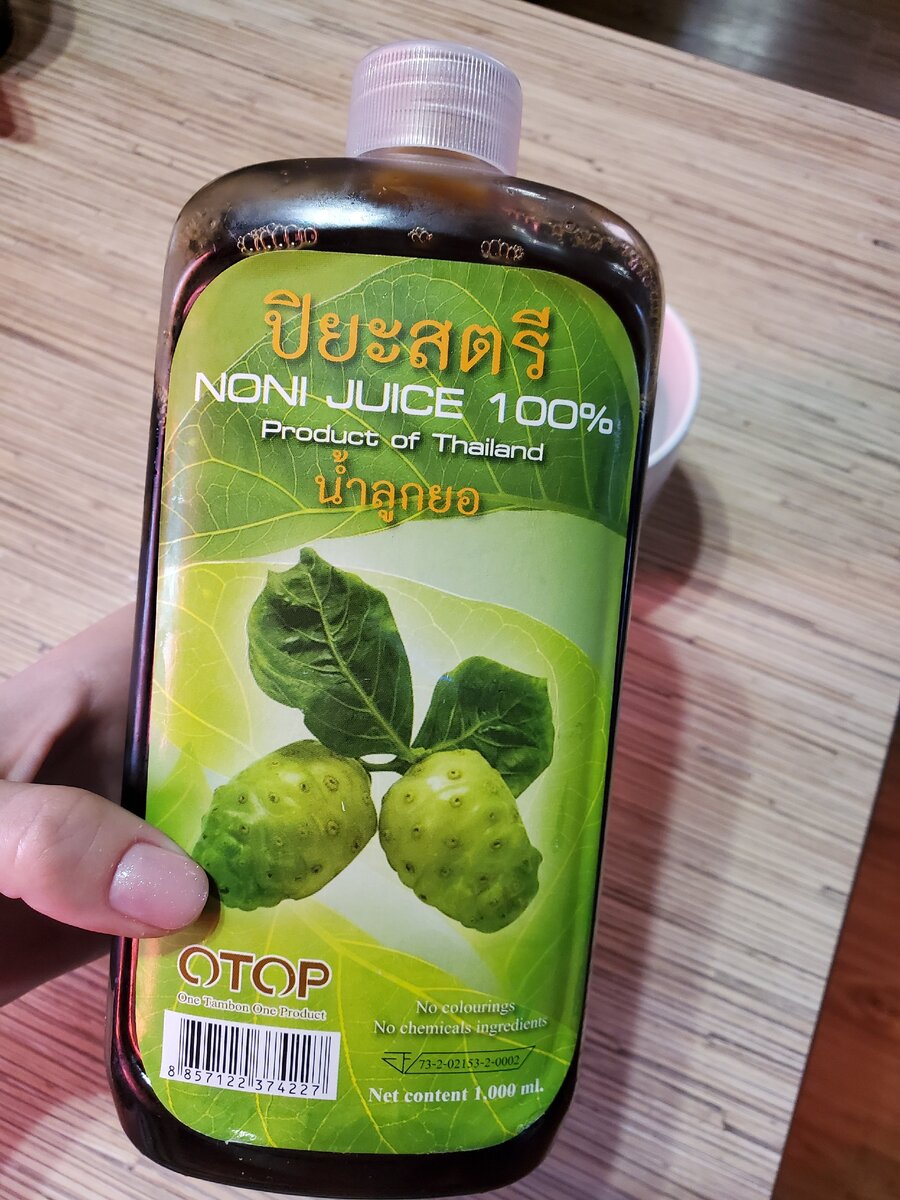 ปิยะสตรี
NONI JUICE 100%
Product of Thailand
น้ำลูกยอ
OTOP
One Tambon One Product
8 857122 374227
No colourings
No chemicals ingredients
73-2-02153-2-0002
Net content 1,000 ml.